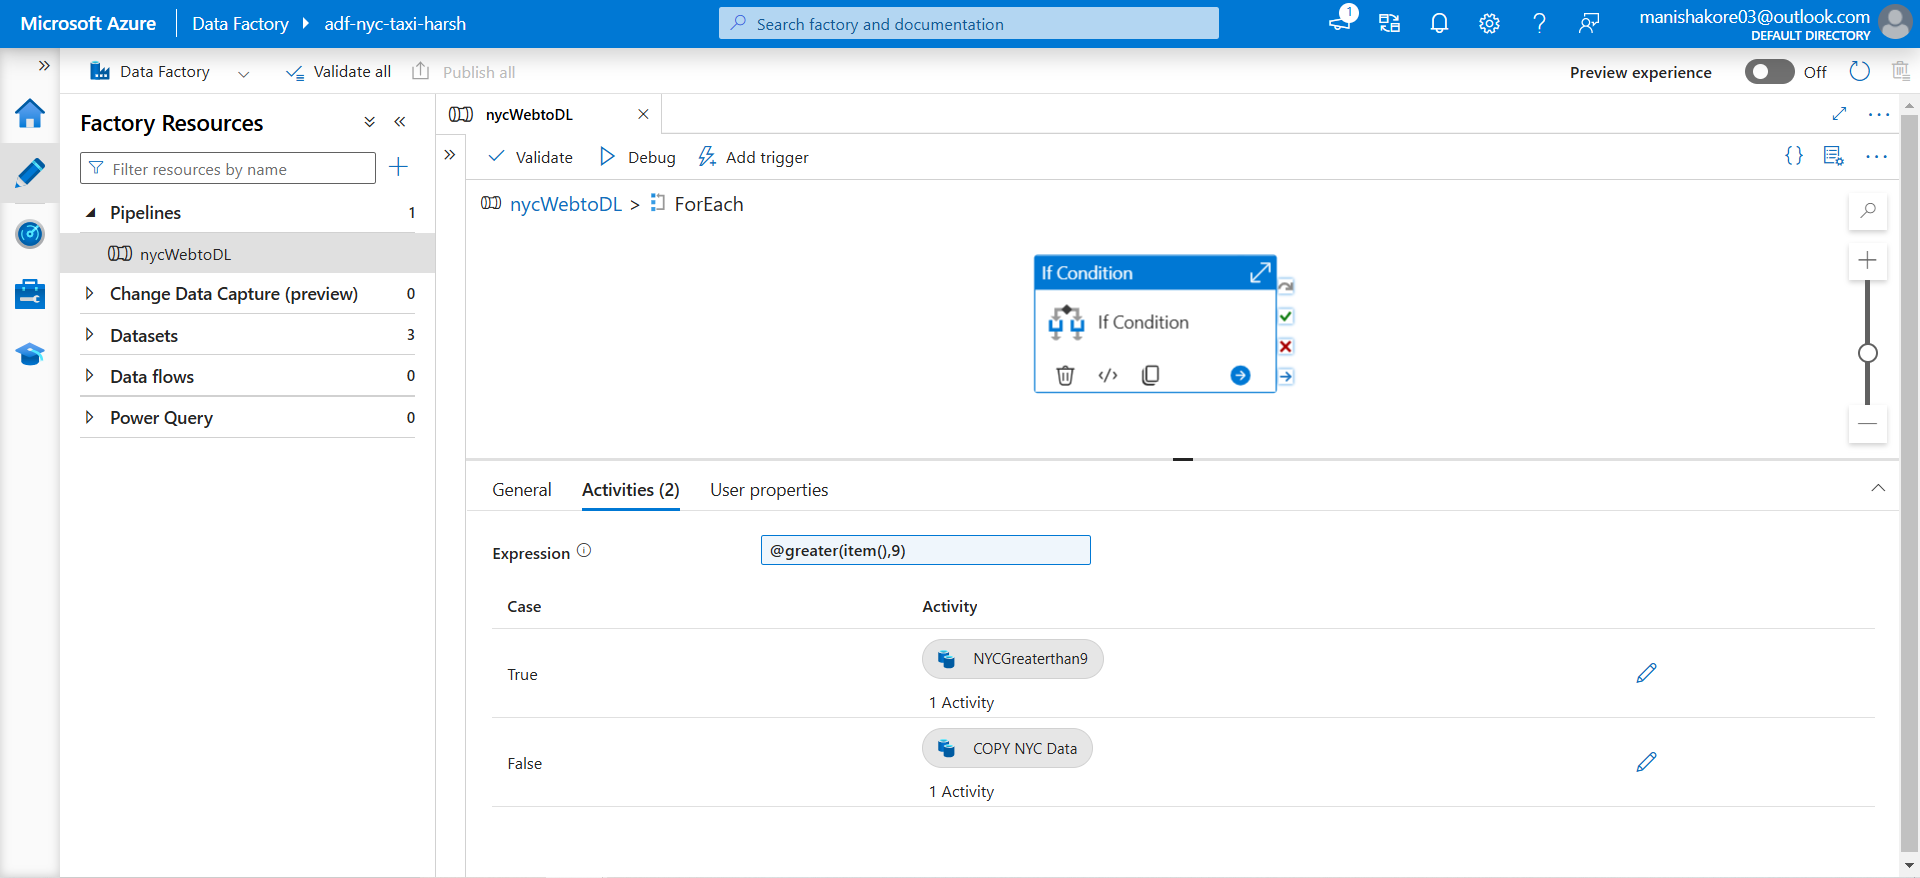 Microsoft Azure
Data Factory
adf-nyc-taxi-harsh
Search factory and documentation
1
manishakore03@outlook.com
DEFAULT DIRECTORY
Data Factory
Validate all
Publish all
Preview experience
Off
Factory Resources
Filter resources by name
Pipelines 1
nycWebtoDL
Change Data Capture (preview) 0
Datasets 3
Data flows 0
Power Query 0
nycWebtoDL
Validate
Debug
Add trigger
nycWebtoDL > ForEach
If Condition
If Condition
General
Activities (2)
User properties
Expression
@greater(item(),9)
Case Activity
True
NYCGreaterthan9
1 Activity
False
COPY NYC Data
1 Activity